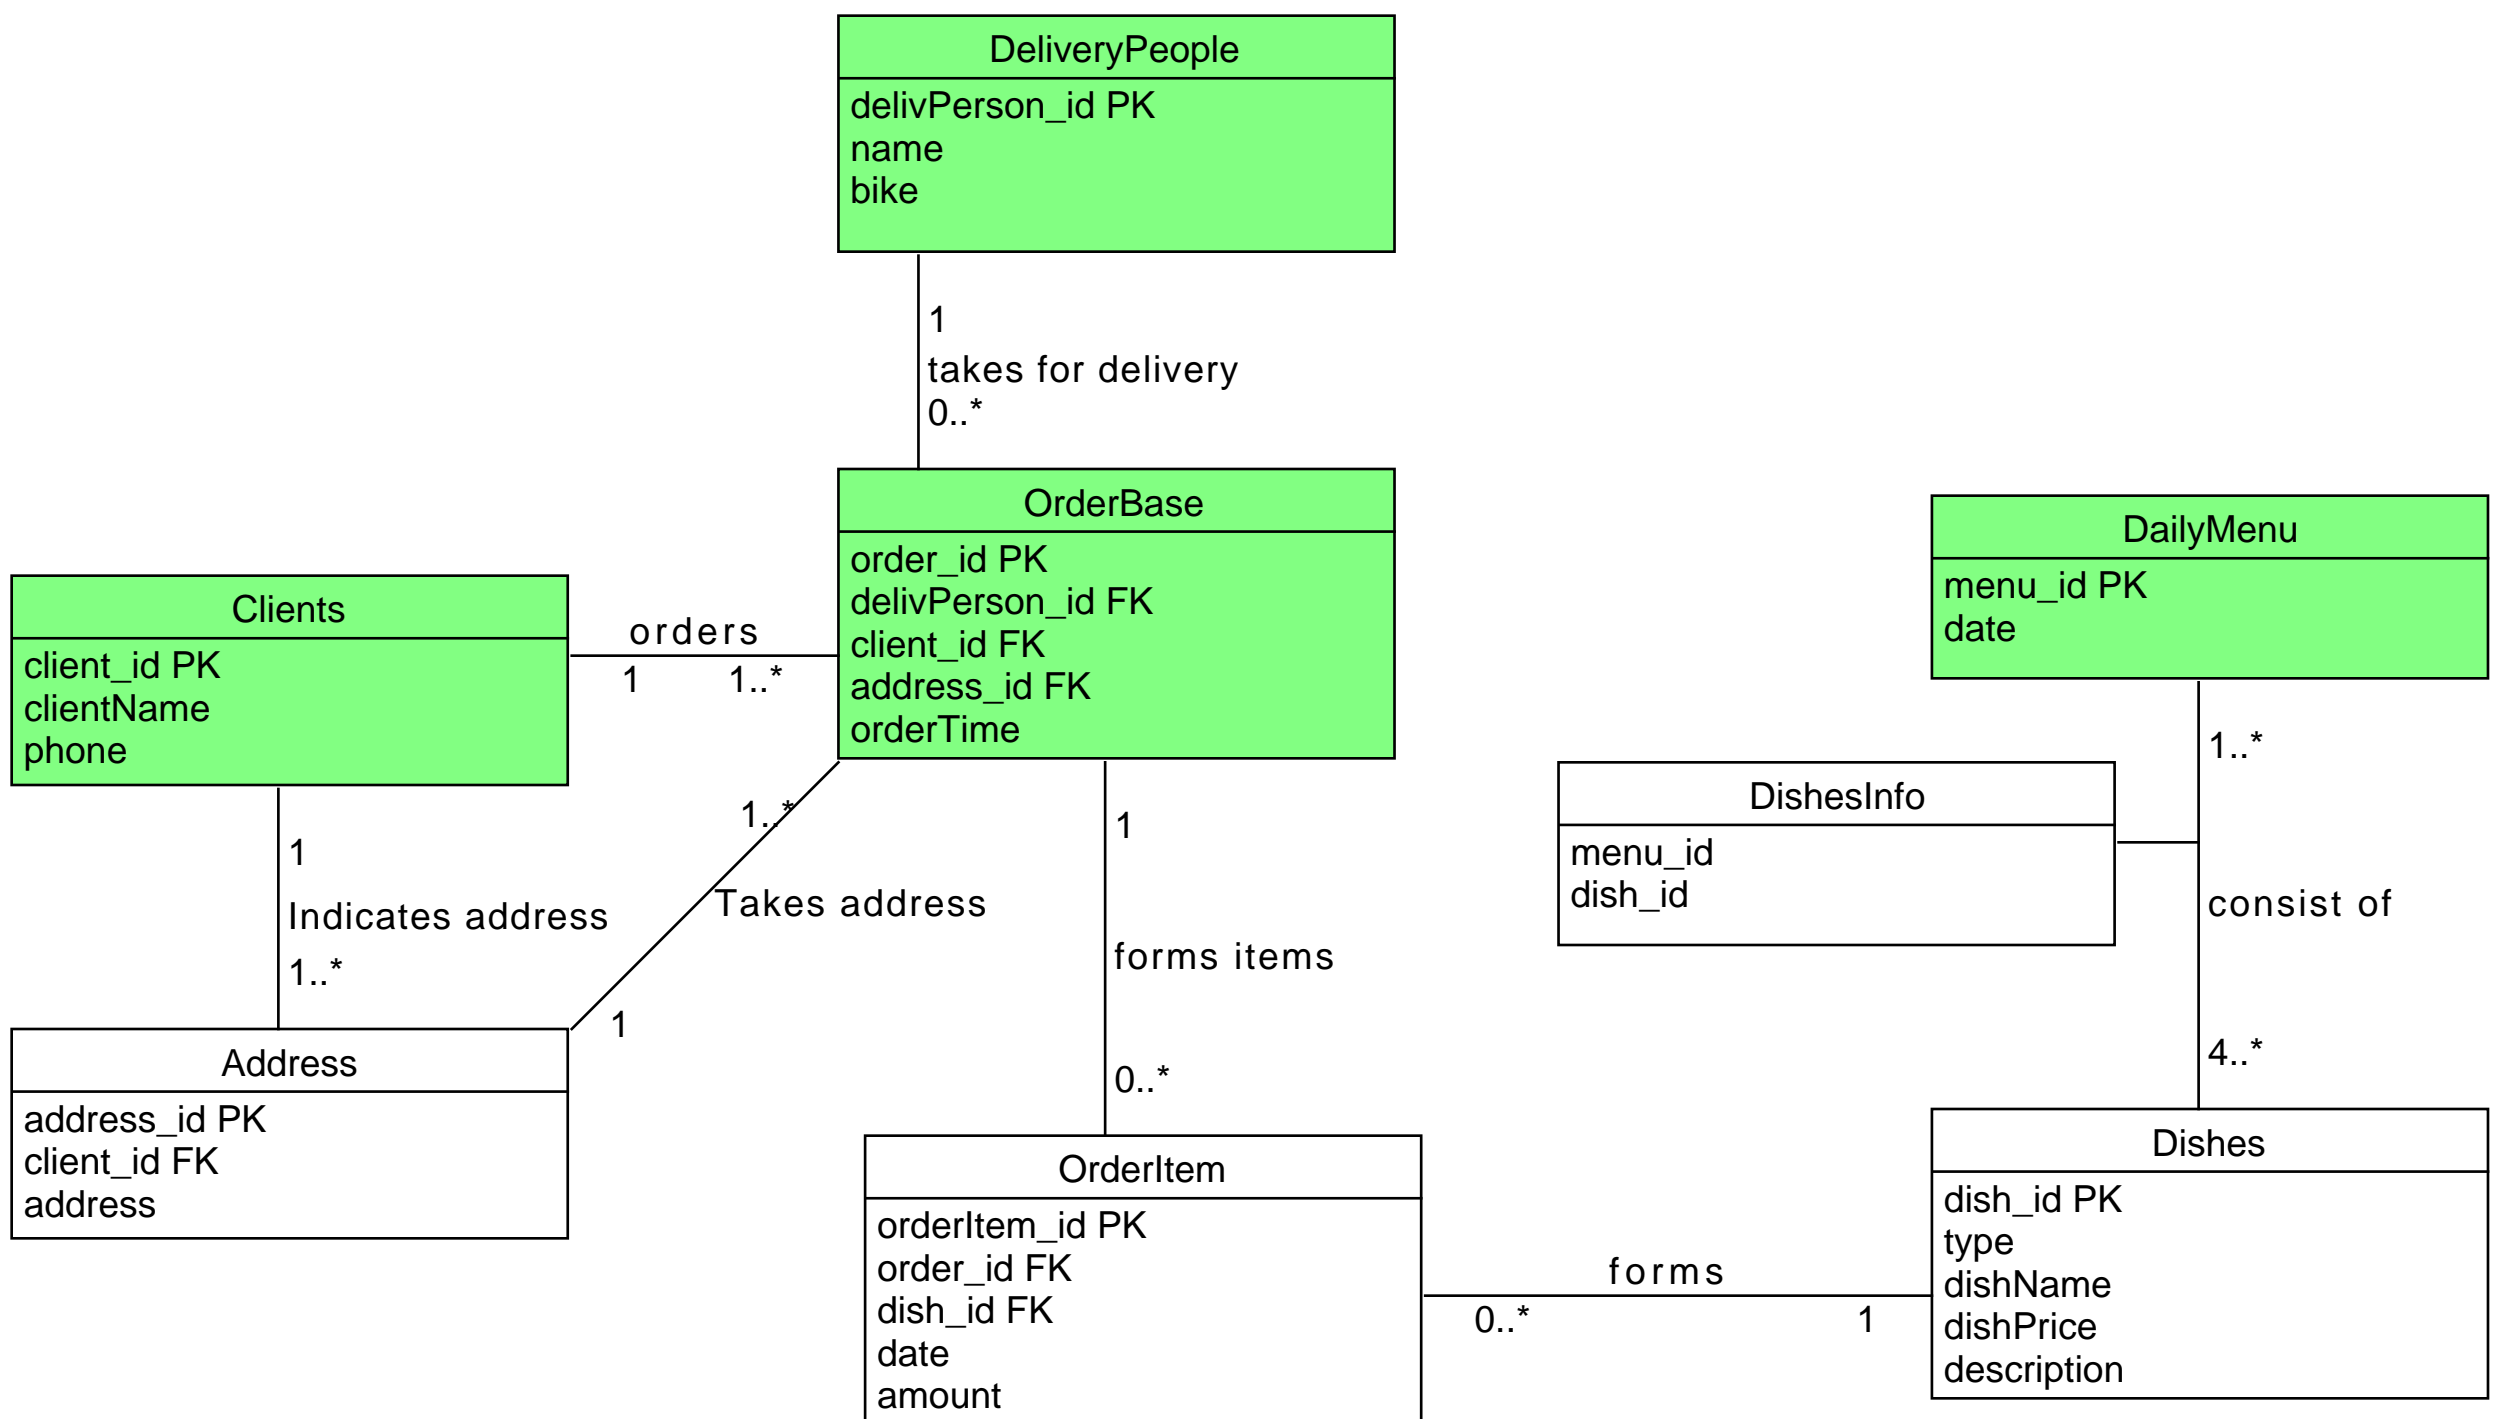 DeliveryPeople
delivPerson_id PK
name
bike
1
takes for delivery
0..*
OrderBase
order_id PK
delivPerson_id FK
client_id FK
address_id FK
orderTime
Clients
client_id PK
clientName
phone
orders
1
1..*
DailyMenu
menu_id PK
date
1..*
consist of
4..*
DishesInfo
menu_id
dish_id
1
Indicates address
1..*
1..*
Takes address
1
1
forms items
0..*
Address
address_id PK
client_id FK
address
OrderItem
orderItem_id PK
order_id FK
dish_id FK
date
amount
forms
0..*
1
Dishes
dish_id PK
type
dishName
dishPrice
description